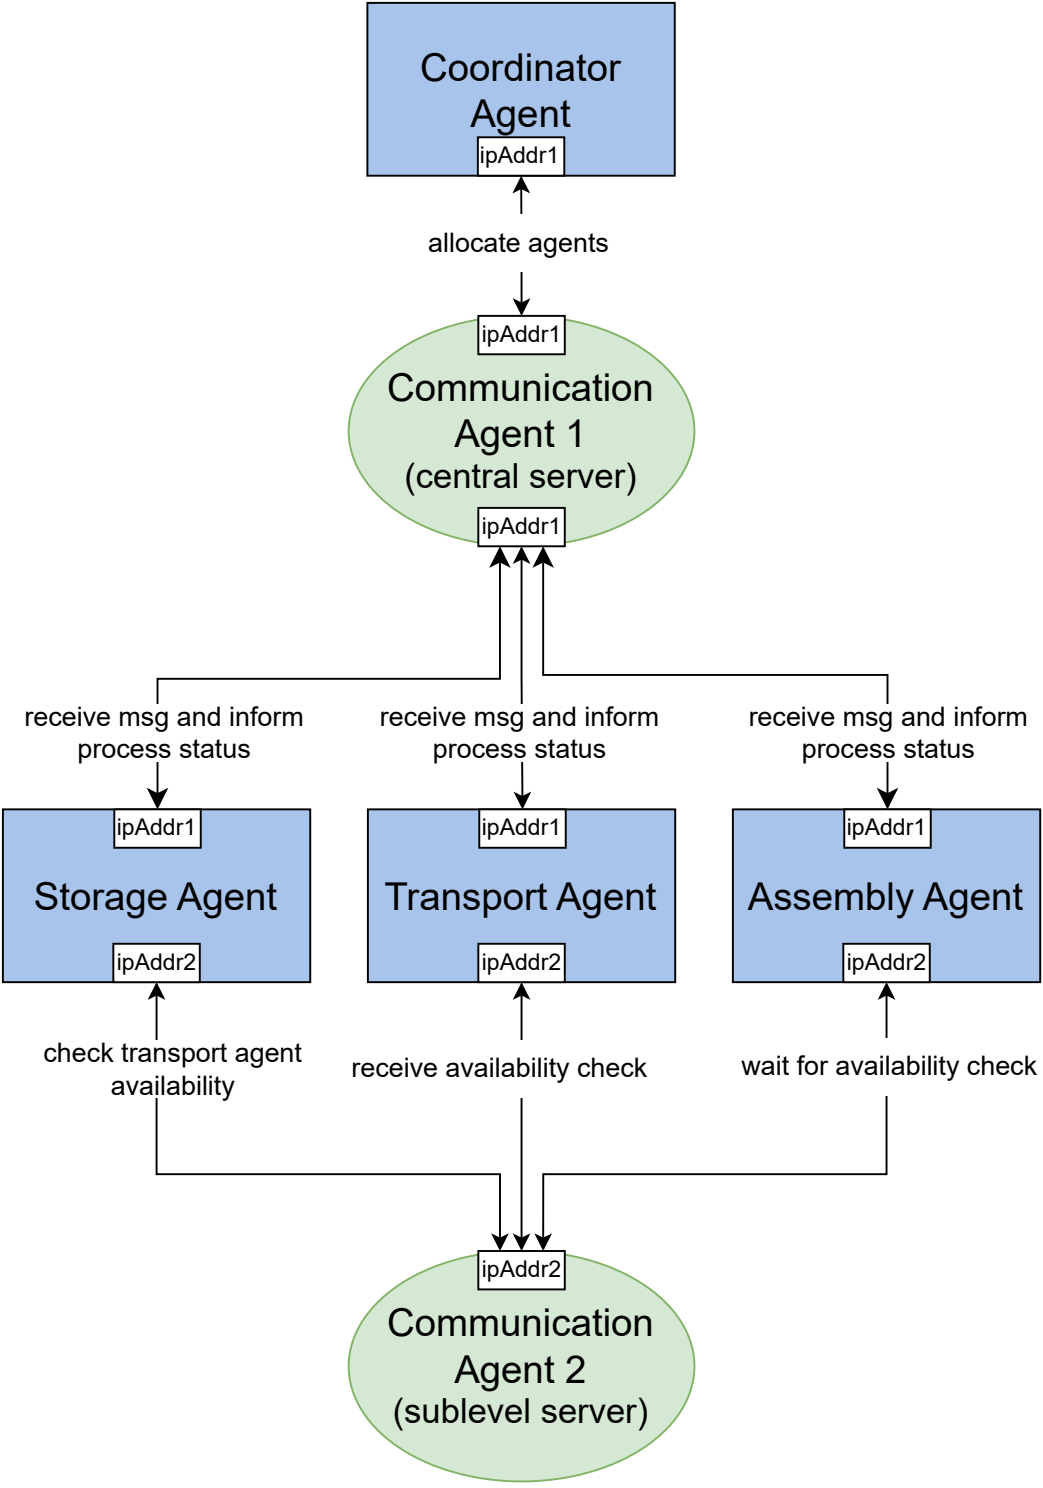 Coordinator
Agent
ipAddr1
allocate agents
ipAddr1
Communication
Agent 1
(central server)
ipAddr1
receive msg and inform
process status
receive msg and inform
process status
receive msg and inform
process status
ipAddr1
ipAddr1
ipAddr1
Storage Agent
Transport Agent
Assembly Agent
ipAddr2
ipAddr2
ipAddr2
check transport agent
availability
receive availability check
wait for availability check
ipAddr2
Communication
Agent 2
(sublevel server)